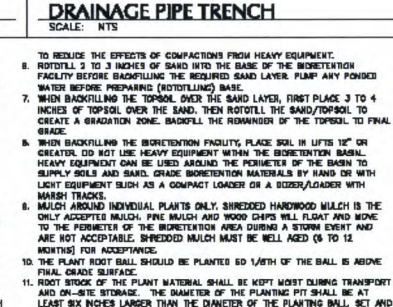 DRAINAGE PIPE TRENCH
SCALE: NTS
TO REDUCE THE EFFECTS OF COMPACTIONS FROM HEAVY EQUIPMENT.
6. ROTOTILL 2 TO 3 INCHES OF SAND INTO THE BASE OF THE BIORETENTION
FACILITY BEFORE BACKFILLING THE REQUIRED SAND LAYER. PUMP ANY PONDED
WATER BEFORE PREPARING (ROTOTILLING) BASE.
7. WHEN BACKFILLING THE TOPSOIL OVER THE SAND LAYER, FIRST PLACE 3 TO 4
INCHES OF TOPSOIL OVER THE SAND. THEN ROTOTILL THE SAND/TOPSOIL TO
CREATE A GRADATION ZONE. BACKFILL THE REMAINDER OF THE TOPSOIL TO FINAL
GRADE.
8. WHEN BACKFILLING THE BIORETENTION FACILITY, PLACE SOIL IN LIFTS 12" OR
GREATER. DO NOT USE HEAVY EQUIPMENT WITHIN THE BIORETENTION BASIN.
HEAVY EQUIPMENT CAN BE USED AROUND THE PERIMETER OF THE BASIN TO
SUPPLY SOILS AND SAND. GRADE BIORETENTION MATERIALS BY HAND OR WITH
LIGHT EQUIPMENT SUCH AS A COMPACT LOADER OR A DOZER/LOADER WITH
MARSH TRACKS.
9. MULCH AROUND INDIVIDUAL PLANTS ONLY. SHREDDED HARDWOOD MULCH IS THE
ONLY ACCEPTED MULCH. PINE MULCH AND WOOD CHIPS WILL FLOAT AND MOVE
TO THE PERIMETER OF THE BIORETENTION AREA DURING A STORM EVENT AND
ARE NOT ACCEPTABLE. SHREDDED MULCH MUST BE WELL AGED (6 TO 12
MONTHS) FOR ACCEPTANCE.
10. THE PLANT ROOT BALL SHOULD BE PLANTED SO 1/8TH OF THE BALL IS ABOVE
FINAL GRADE SURFACE.
11. ROOT STOCK OF THE PLANT MATERIAL SHALL BE KEPT MOIST DURING TRANSPORT
AND ON-SITE STORAGE. THE DIAMETER OF THE PLANTING PIT SHALL BE AT
LEAST SIX INCHES LARGER THAN THE DIAMETER OF THE PLANTING BALL. SET AND